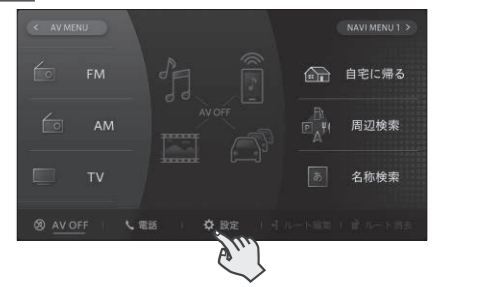 < AV MENU
NAVI MENU 1 >
FM
AM
TV
AV OFF
自宅に帰る
B
P
A
周辺検索
あ
名称検索
AV OFF
電話
設定
ルート編集
ルート消去